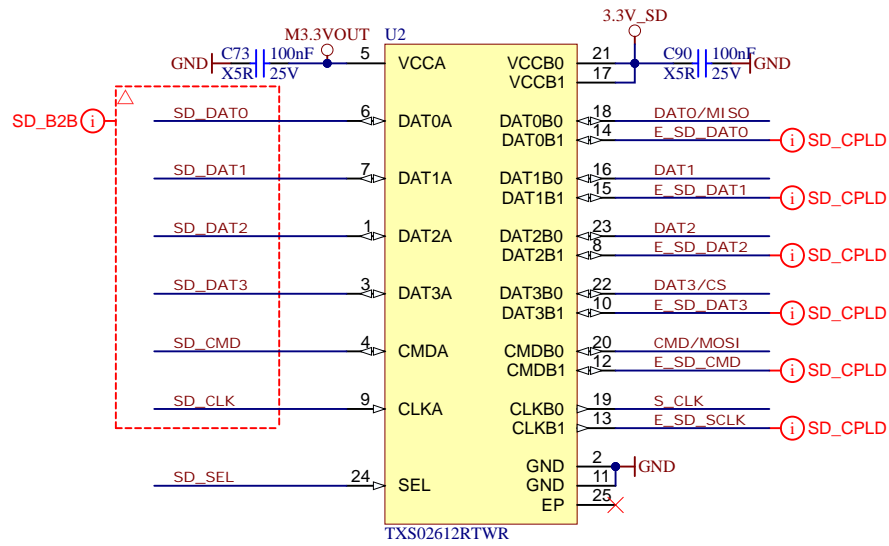 3.3V_SD
M3.3VOUT U2
GND C73 100nF 5 VCCA VCCB0 21 C90 100nF GND
X5R 25V VCCB1 17 X5R 25V
SD_B2B i SD_DAT0 6 DAT0A DAT0B0 18 DAT0/MISO
DAT0B1 14 E_SD_DAT0 i SD_CPLD
SD_DAT1 7 DAT1A DAT1B0 16 DAT1
DAT1B1 15 E_SD_DAT1 i SD_CPLD
SD_DAT2 1 DAT2A DAT2B0 23 DAT2
DAT2B1 8 E_SD_DAT2 i SD_CPLD
SD_DAT3 3 DAT3A DAT3B0 22 DAT3/CS
DAT3B1 10 E_SD_DAT3 i SD_CPLD
SD_CMD 4 CMDA CMDB0 20 CMD/MOSI
CMDB1 12 E_SD_CMD i SD_CPLD
SD_CLK 9 CLKA CLKB0 19 S_CLK
CLKB1 13 E_SD_SCLK i SD_CPLD
GND 2 GND
SD_SEL 24 SEL GND 11
EP 25
TXS02612RTWR